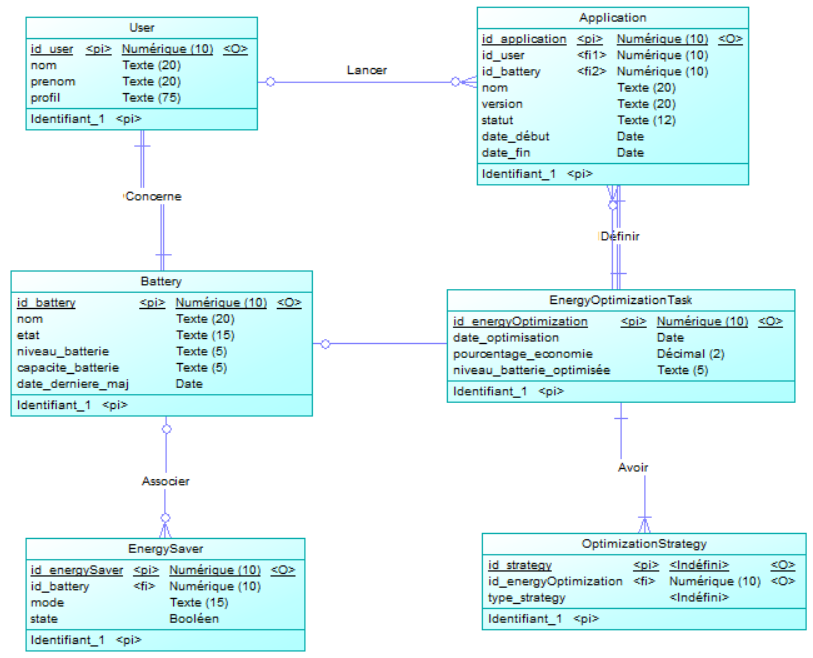 User
id_user <pi> Numérique (10) <O>
nom Texte (20)
prenom Texte (20)
profil Texte (75)
Identifiant_1 <pi>
Lancer
Application
id_application <pi> Numérique (10) <O>
id_user <fi1> Numérique (10)
id_battery <fi2> Numérique (10)
nom Texte (20)
version Texte (20)
statut Texte (12)
date_début Date
date_fin Date
Identifiant_1 <pi>
Concerne
Définir
Battery
id_battery <pi> Numérique (10) <O>
nom Texte (20)
etat Texte (15)
niveau_batterie Texte (5)
capacite_batterie Texte (5)
date_derniere_maj Date
Identifiant_1 <pi>
EnergyOptimizationTask
id_energyOptimization <pi> Numérique (10) <O>
date_optimisation Date
pourcentage_economie Décimal (2)
niveau_batterie_optimisée Texte (5)
Identifiant_1 <pi>
Associer
Avoir
EnergySaver
id_energySaver <pi> Numérique (10) <O>
id_battery <fi> Numérique (10)
mode Texte (15)
state Booléen
Identifiant_1 <pi>
OptimizationStrategy
id_strategy <pi> <Indéfini> <O>
id_energyOptimization <fi> Numérique (10) <O>
type_strategy <Indéfini>
Identifiant_1 <pi>